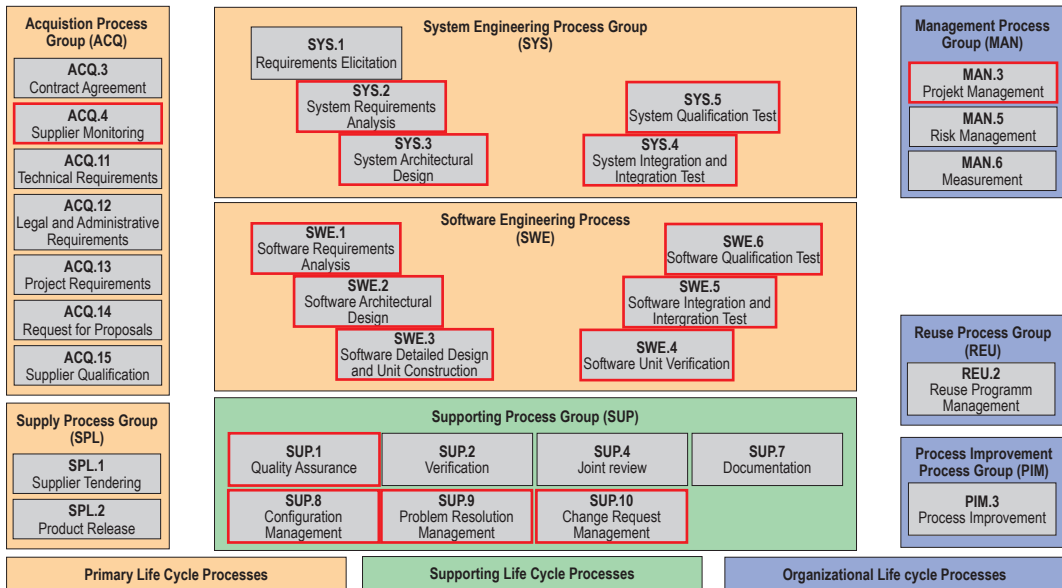 Acquistion Process
Group (ACQ)
ACQ.3
Contract Agreement
ACQ.4
Supplier Monitoring
ACQ.11
Technical Requirements
ACQ.12
Legal and Administrative
Requirements
ACQ.13
Project Requirements
ACQ.14
Request for Proposals
ACQ.15
Supplier Qualification
Supply Process Group
(SPL)
SPL.1
Supplier Tendering
SPL.2
Product Release
System Engineering Process Group
(SYS)
SYS.1
Requirements Elicitation
SYS.2
System Requirements
Analysis
SYS.3
System Architectural
Design
SYS.5
System Qualification Test
SYS.4
System Integration and
Integration Test
Software Engineering Process
(SWE)
SWE.1
Software Requirements
Analysis
SWE.2
Software Architectural
Design
SWE.3
Software Detailed Design
and Unit Construction
SWE.6
Software Qualification Test
SWE.5
Software Integration and
Intergration Test
SWE.4
Software Unit Verification
Supporting Process Group (SUP)
SUP.1
Quality Assurance
SUP.2
Verification
SUP.4
Joint review
SUP.7
Documentation
SUP.8
Configuration
Management
SUP.9
Problem Resolution
Management
SUP.10
Change Request
Management
Management Process
Group (MAN)
MAN.3
Projekt Management
MAN.5
Risk Management
MAN.6
Measurement
Reuse Process Group
(REU)
REU.2
Reuse Programm
Management
Process Improvement
Process Group (PIM)
PIM.3
Process Improvement
Primary Life Cycle Processes
Supporting Life Cycle Processes
Organizational Life cycle Processes